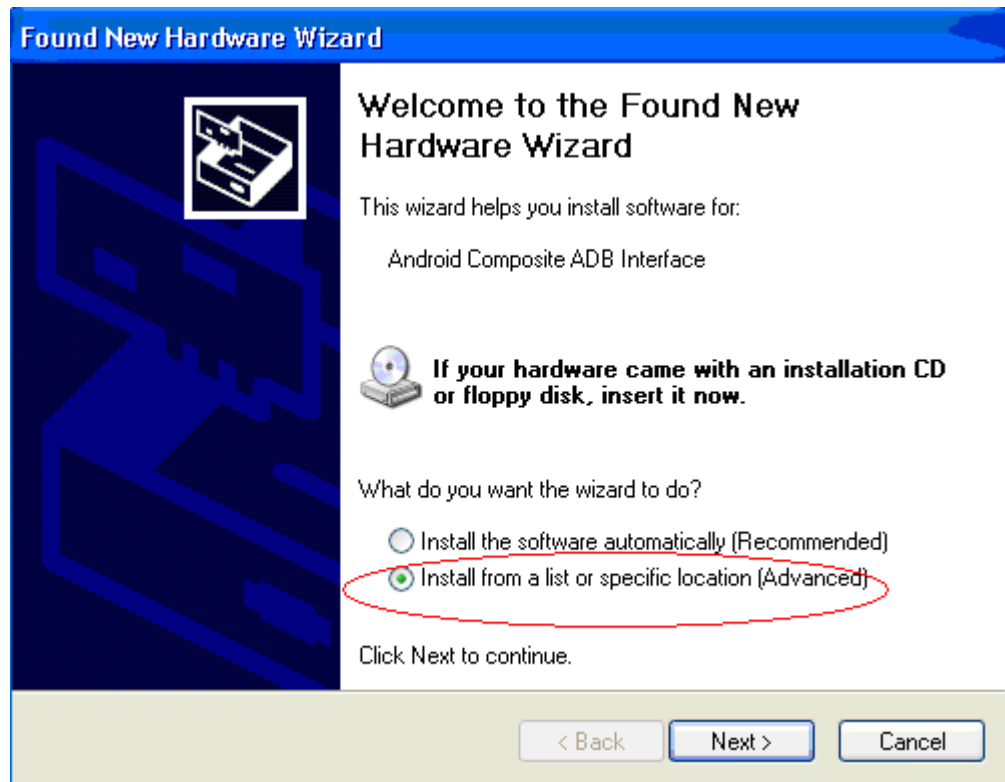 Found New Hardware Wizard
Welcome to the Found New
Hardware Wizard
This wizard helps you install software for:
Android Composite ADB Interface
If your hardware came with an installation CD
or floppy disk, insert it now.
What do you want the wizard to do?
Install the software automatically (Recommended)
Install from a list or specific location (Advanced)
Click Next to continue.
< Back
Next >
Cancel